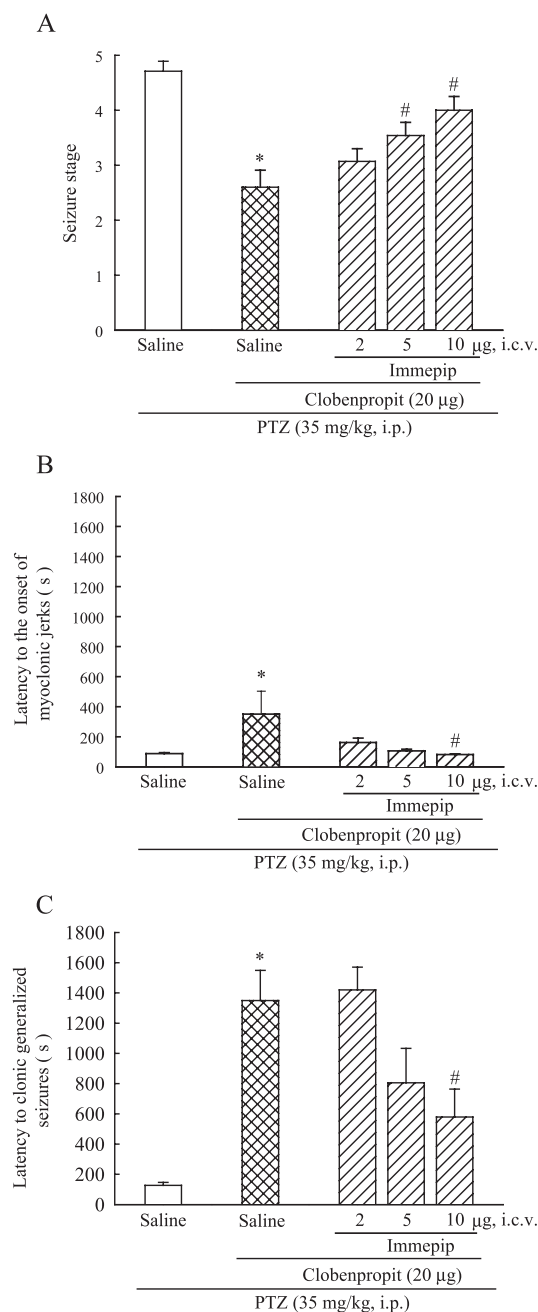 A
5
4
3
2
1
0
Seizure stage
*
#
#
Saline
Saline
2 5 10 μg, i.c.v.
Immepip
Clobenpropit (20 μg)
PTZ (35 mg/kg, i.p.)
B
1800
1600
1400
1200
1000
800
600
400
200
0
Latency to the onset of
myoclonic jerks ( s )
*
#
Saline
Saline
2 5 10 μg, i.c.v.
Immepip
Clobenpropit (20 μg)
PTZ (35 mg/kg, i.p.)
C
1800
1600
1400
1200
1000
800
600
400
200
0
Latency to clonic generalized
seizures ( s )
*
#
Saline
Saline
2 5 10 μg, i.c.v.
Immepip
Clobenpropit (20 μg)
PTZ (35 mg/kg, i.p.)